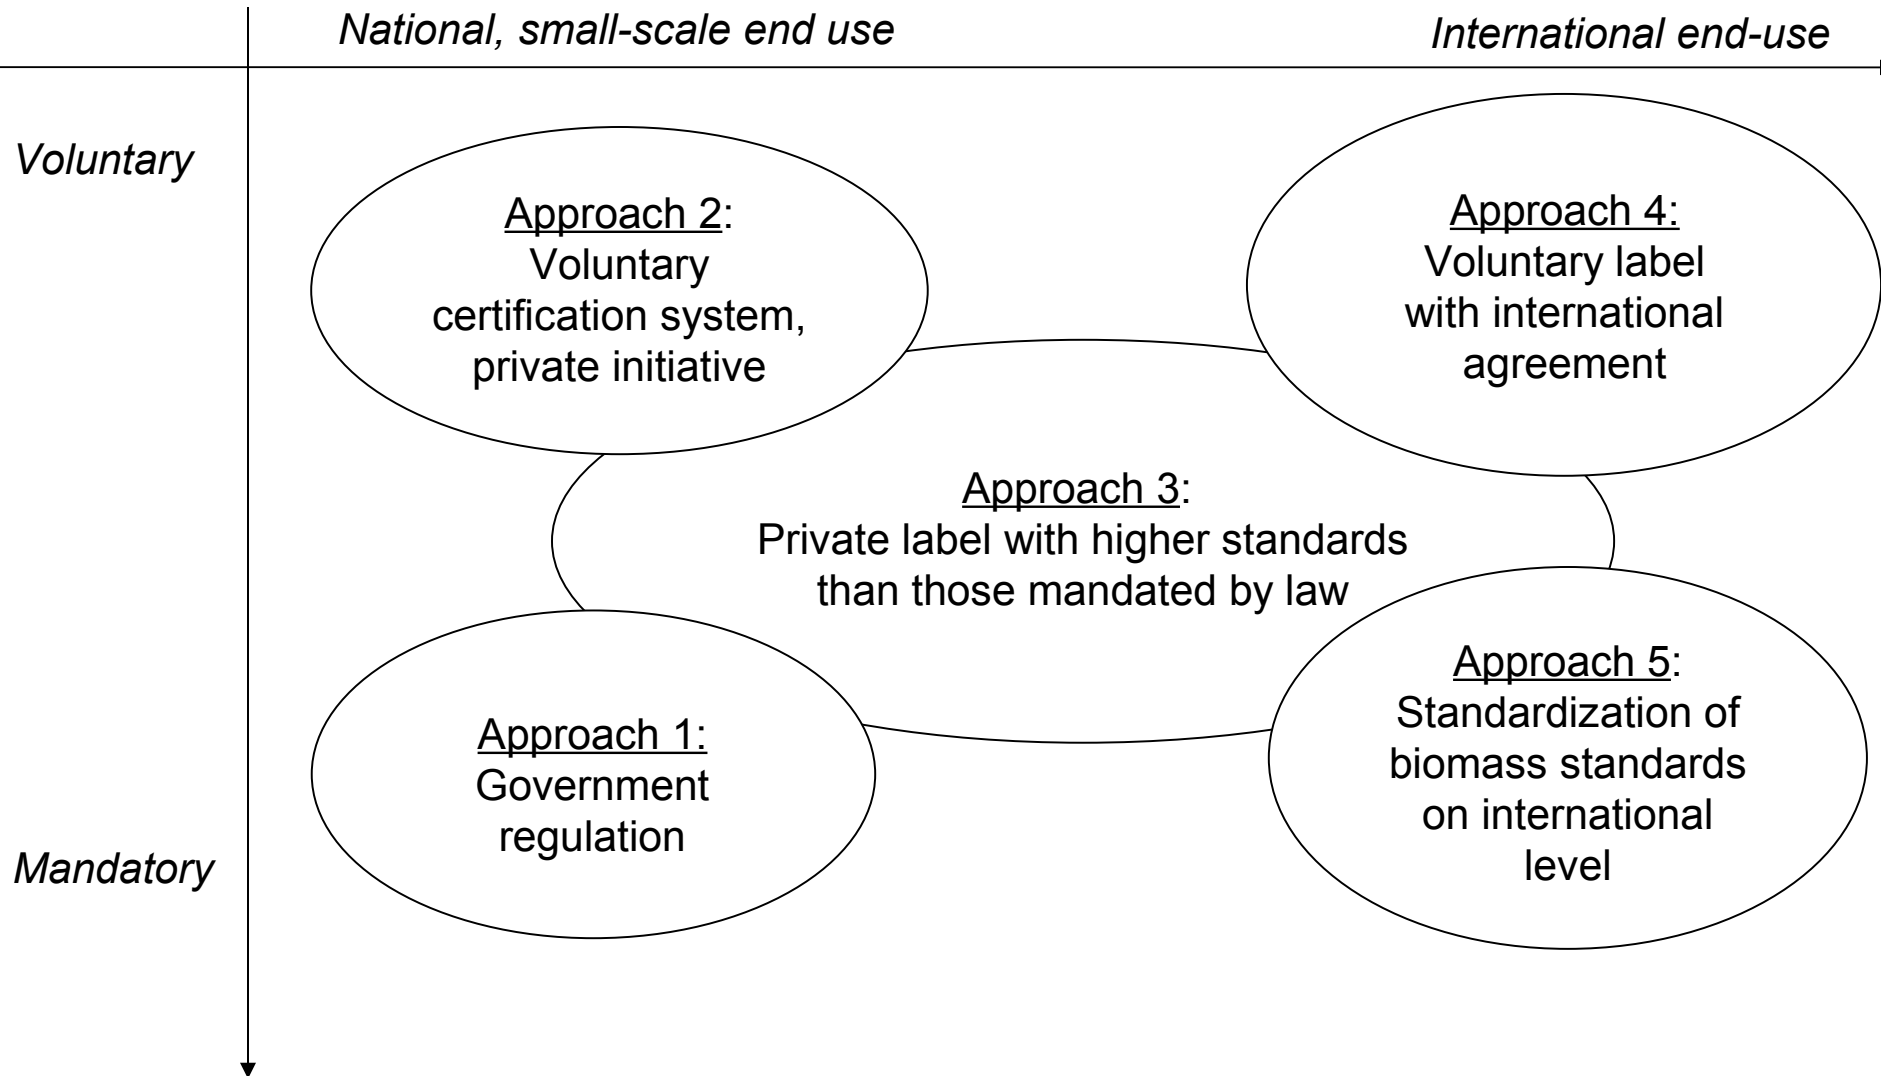 National, small-scale end use
International end-use
Voluntary
Approach 2:
Voluntary
certification system,
private initiative
Approach 4:
Voluntary label
with international
agreement
Approach 3:
Private label with higher standards
than those mandated by law
Approach 1:
Government
regulation
Approach 5:
Standardization of
biomass standards
on international
level
Mandatory